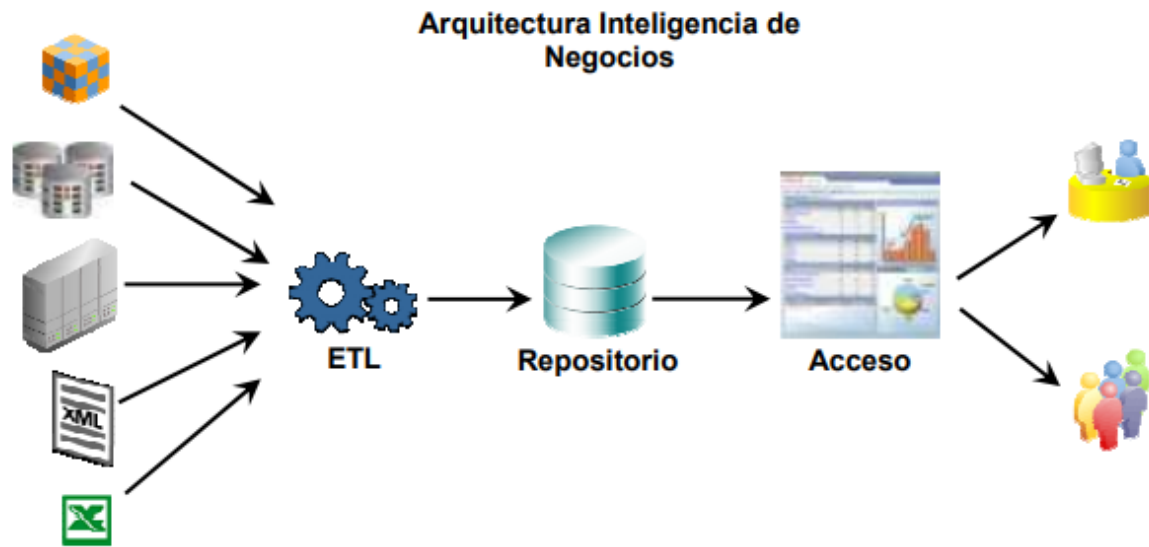 Arquitectura Inteligencia de
Negocios
XML
ETL
Repositorio
Acceso